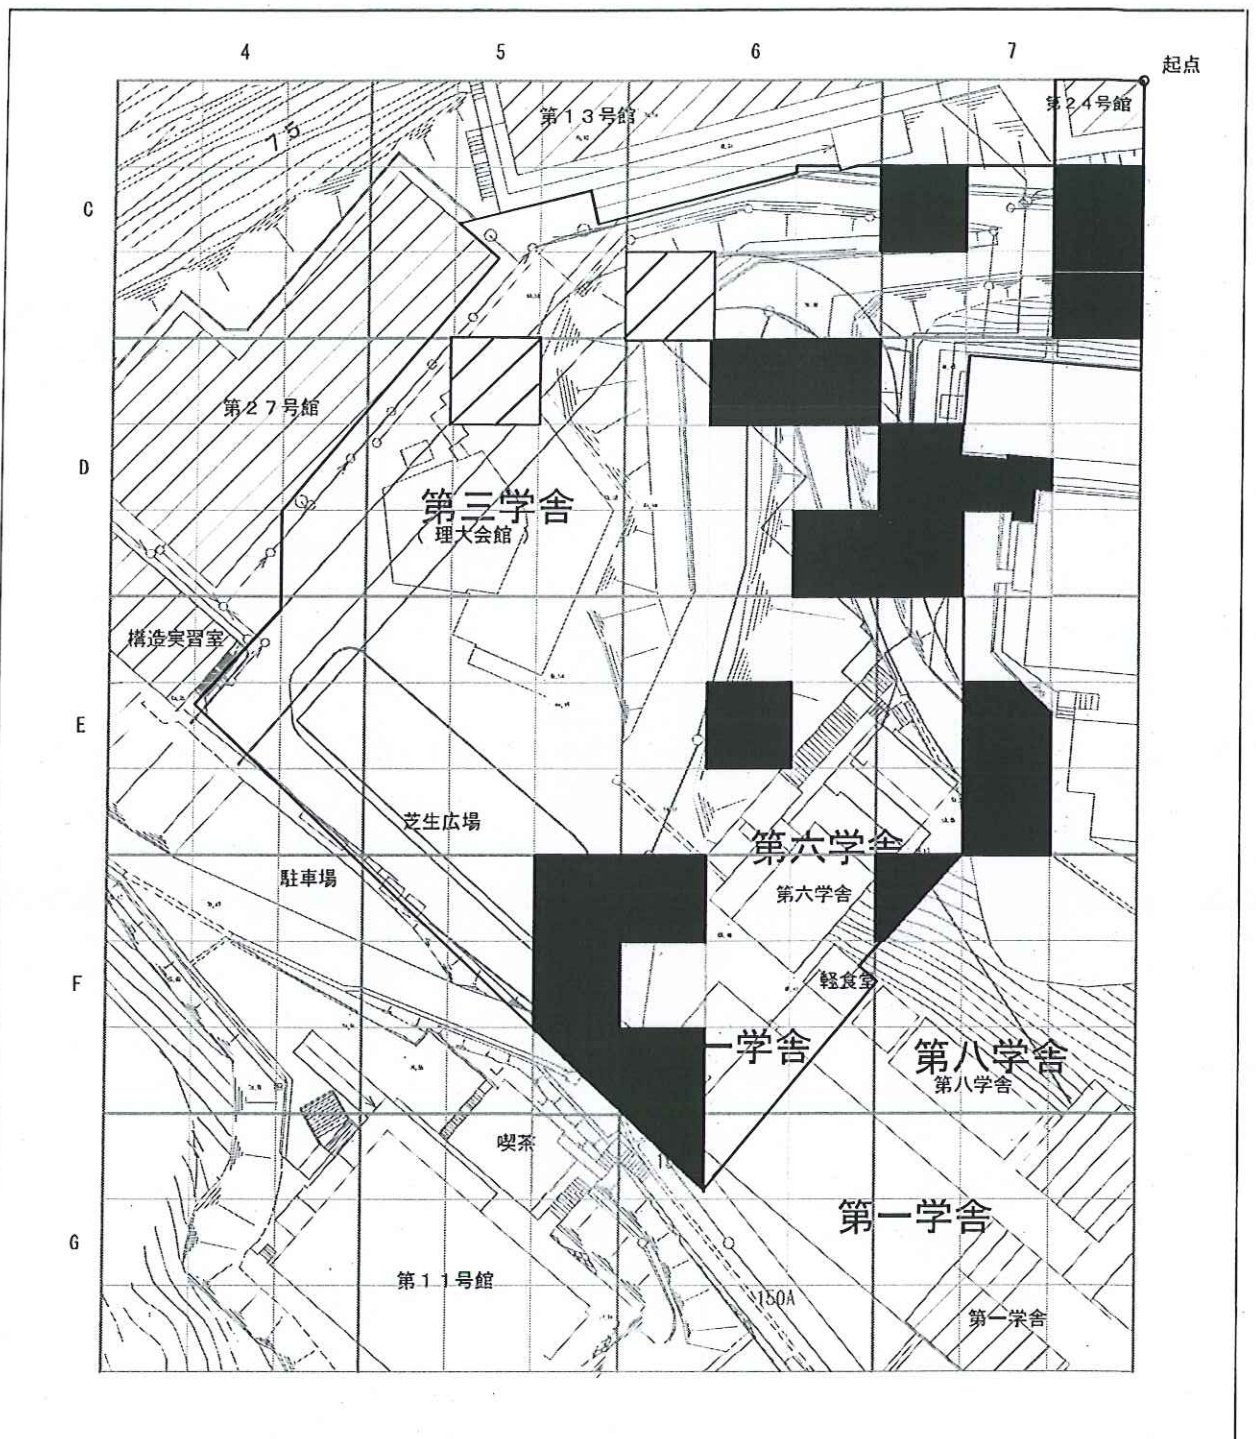 4 5 6 7
起点
第24号館
第13号館
75
C
第27号館
D
第三学舎
( 理大会館 )
構造実習室
E
芝生広場
第六学舎
駐車場
第六学舎
F
軽食堂
一学舎
第八学舎
第八学舎
喫茶
第一学舎
G
第11号館
150A
第一学舎